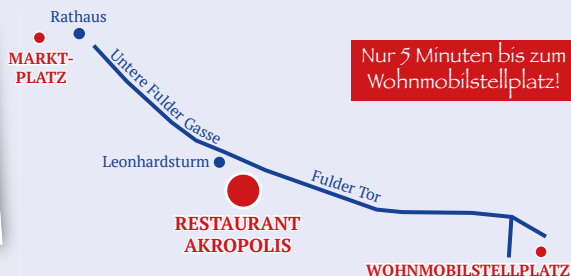 Rathaus
MARKT-
PLATZ
Untere Fulder Gasse
Nur 5 Minuten bis zum
Wohnmobilstellplatz!
Leonhardsturm
Fulder Tor
RESTAURANT
AKROPOLIS
WOHNMOBILSTELLPLATZ